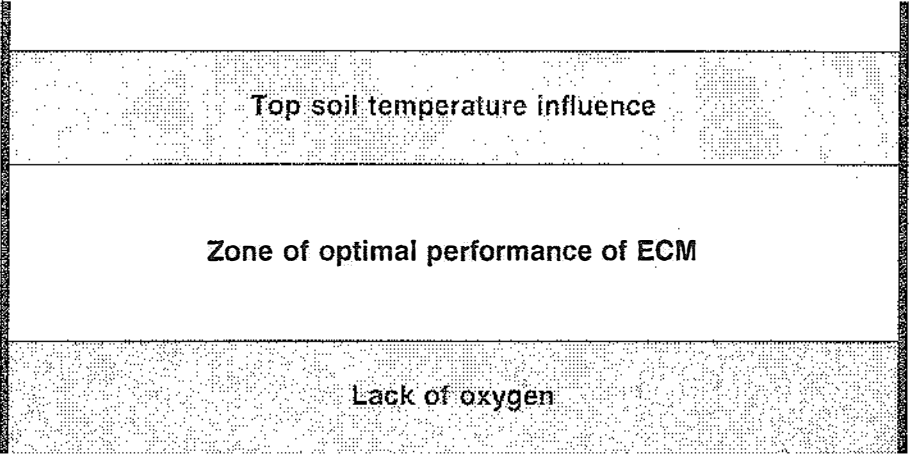 Top soil temperature influence
Zone of optimal performance of ECM
Lack of oxygen